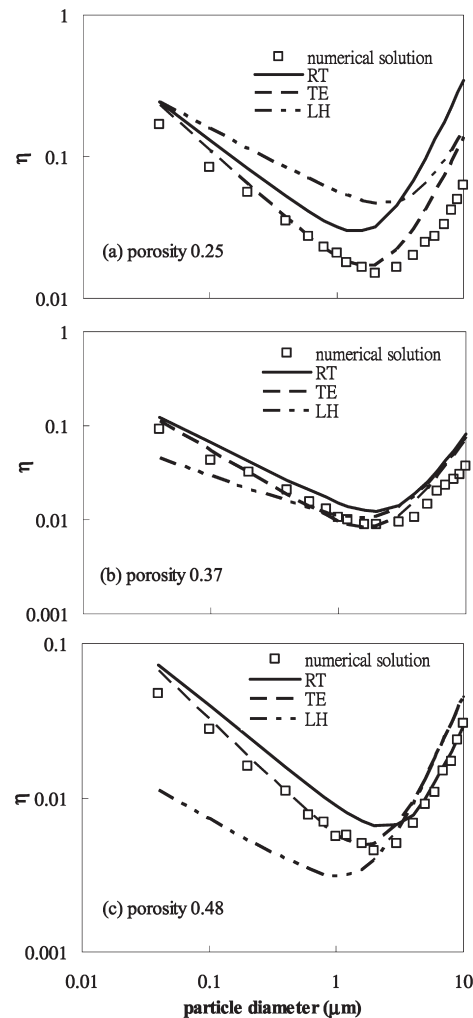 1
numerical solution
RT
TE
LH
0.1
η
(a) porosity 0.25
0.01
1
numerical solution
RT
TE
LH
0.1
η
0.01
(b) porosity 0.37
0.001
0.1
numerical solution
RT
TE
LH
η
0.01
(c) porosity 0.48
0.001
0.01 0.1 1 10
particle diameter (μm)